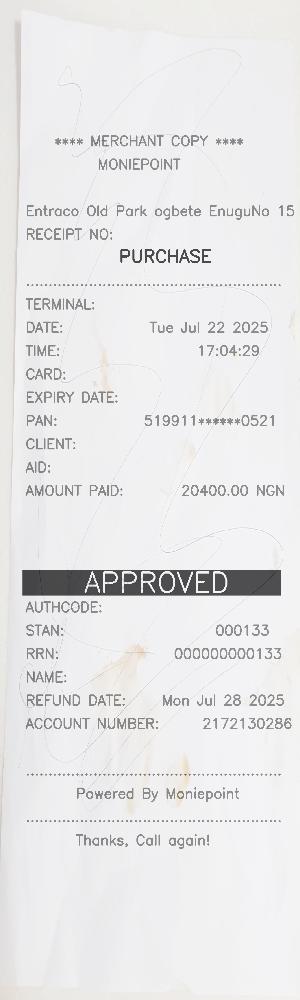 **** MERCHANT COPY ****
MONIEPOINT
Entraco Old Park ogbete EnuguNo 15
RECEIPT NO:
PURCHASE
TERMINAL:
DATE: Tue Jul 22 2025
TIME: 17:04:29
CARD:
EXPIRY DATE:
PAN: 519911******0521
CLIENT:
AID:
AMOUNT PAID: 20400.00 NGN
APPROVED
AUTHCODE:
STAN: 000133
RRN: 000000000133
NAME:
REFUND DATE: Mon Jul 28 2025
ACCOUNT NUMBER: 2172130286
Powered By Moniepoint
Thanks, Call again!